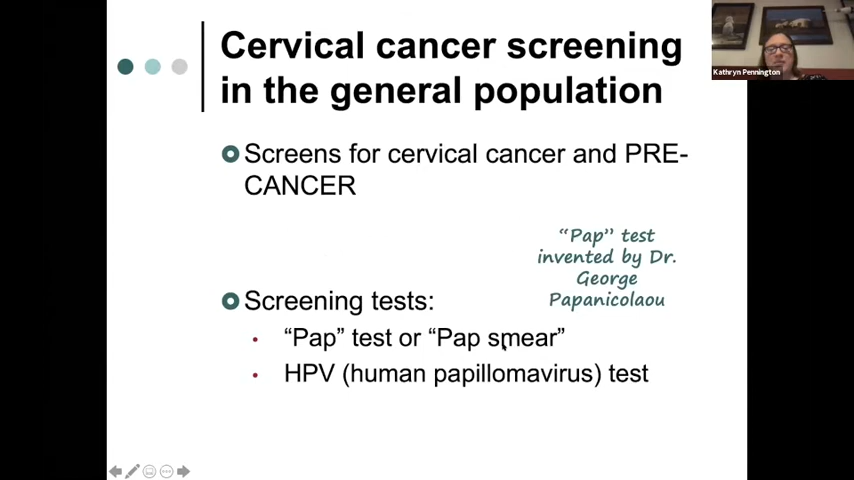 Cervical cancer screening
in the general population
Screens for cervical cancer and PRE-
CANCER
“Pap” test
invented by Dr.
George
Papanicolaou
Screening tests:
“Pap” test or “Pap smear”
HPV (human papillomavirus) test
Kathryn Pennington